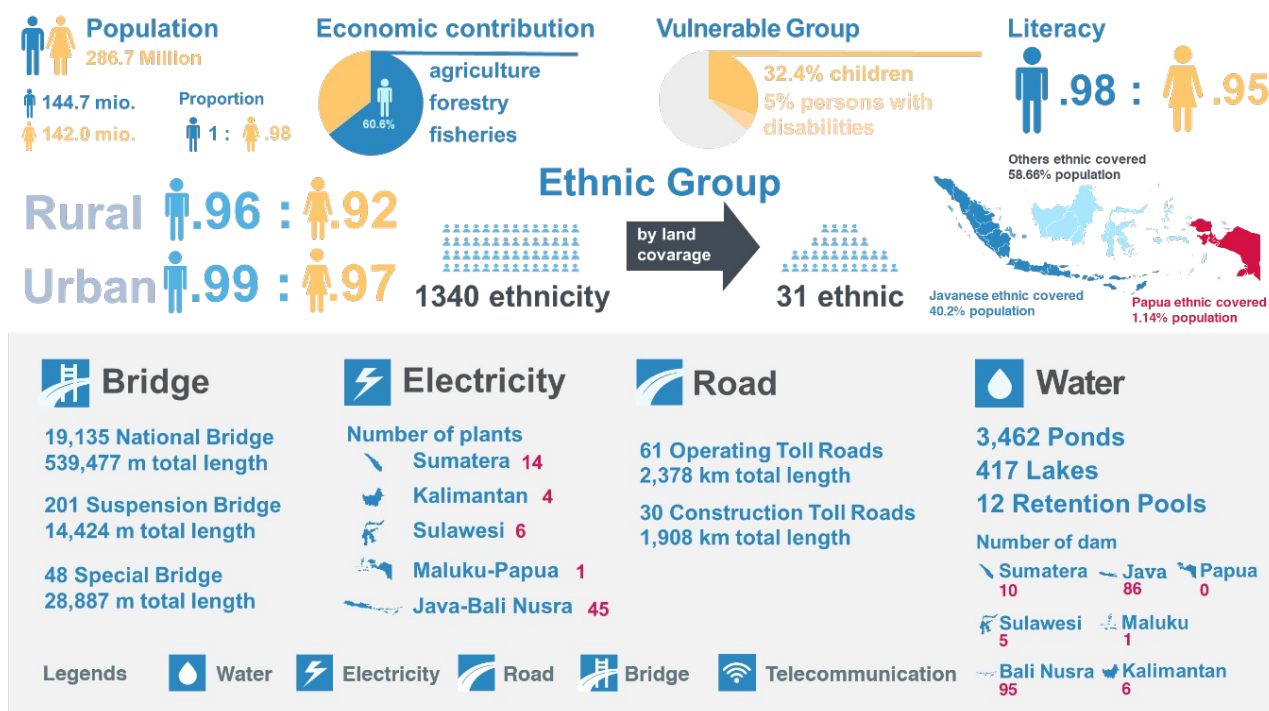 Population
286.7 Million
144.7 mio.
142.0 mio.
Proportion
1 : .98
Economic contribution
60.6%
agriculture
forestry
fisheries
Vulnerable Group
32.4% children
5% persons with
disabilities
Literacy
.98 : .95
Rural .96 : .92
Urban .99 : .97
Ethnic Group
1340 ethnicity
by land
covarage
31 ethnic
Others ethnic covered
58.66% population
Javanese ethnic covered
40.2% population
Papua ethnic covered
1.14% population
Bridge
19,135 National Bridge
539,477 m total length
201 Suspension Bridge
14,424 m total length
48 Special Bridge
28,887 m total length
Electricity
Number of plants
Sumatera 14
Kalimantan 4
Sulawesi 6
Maluku-Papua 1
Java-Bali Nusra 45
Road
61 Operating Toll Roads
2,378 km total length
30 Construction Toll Roads
1,908 km total length
Water
3,462 Ponds
417 Lakes
12 Retention Pools
Number of dam
Sumatera Java Papua
10 86 0
Sulawesi Maluku
5 1
Bali Nusra Kalimantan
95 6
Legends Water Electricity Road Bridge Telecommunication